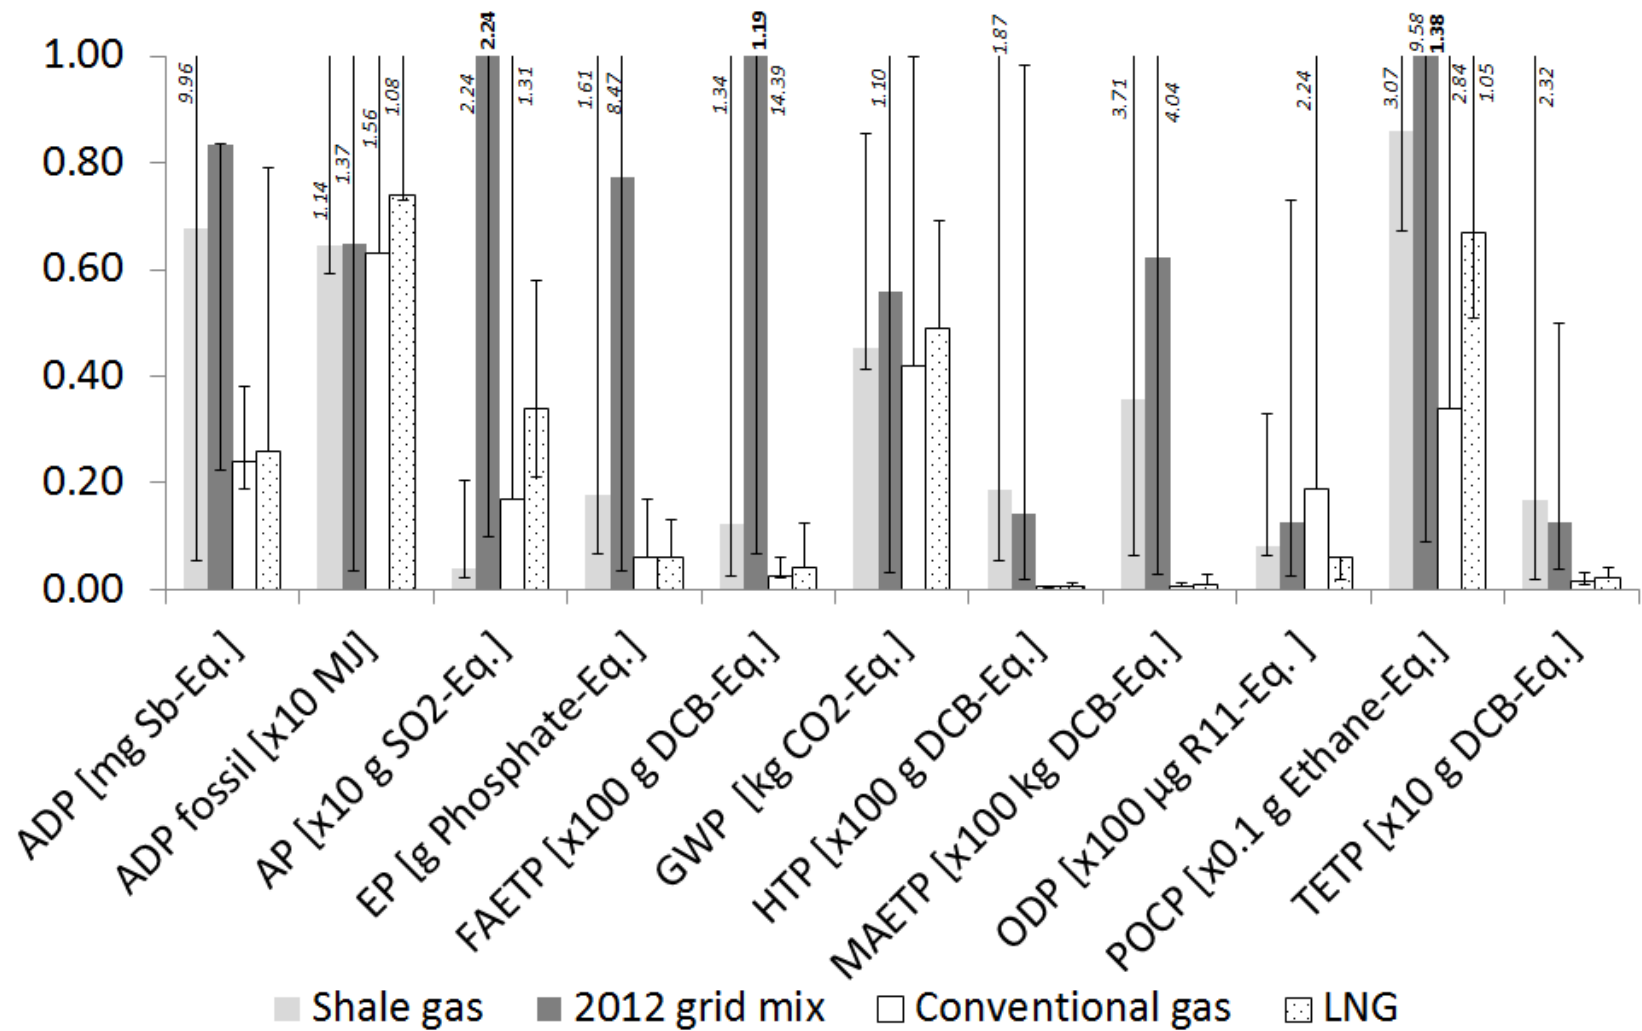 2.24 1.19 1.87 9.58 1.38
1.00
9.96 1.14 1.37 1.56 1.08 2.24 1.31 1.61 8.47 1.34 14.39 1.10 3.71 4.04 2.24 3.07 2.84 1.05 2.32
0.80
0.60
0.40
0.20
0.00
ADP [mg Sb-Eq.]
ADP fossil [x10 MJ]
AP [x10 g SO2-Eq.]
EP [g Phosphate-Eq.]
FAETP [x100 g DCB-Eq.]
GWP [kg CO2-Eq.]
HTP [x100 g DCB-Eq.]
MAETP [x100 kg DCB-Eq.]
ODP [x100 µg R11-Eq. ]
POCP [x0.1 g Ethane-Eq.]
TETP [x10 g DCB-Eq.]
Shale gas 2012 grid mix Conventional gas LNG